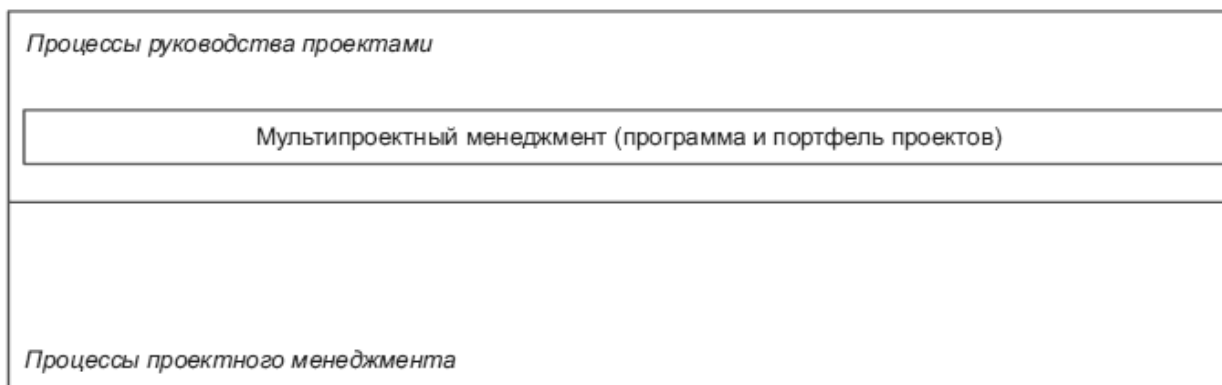 Процессы руководства проектами
Мультипроектный менеджмент (программа и портфель проектов)
Процессы проектного менеджмента